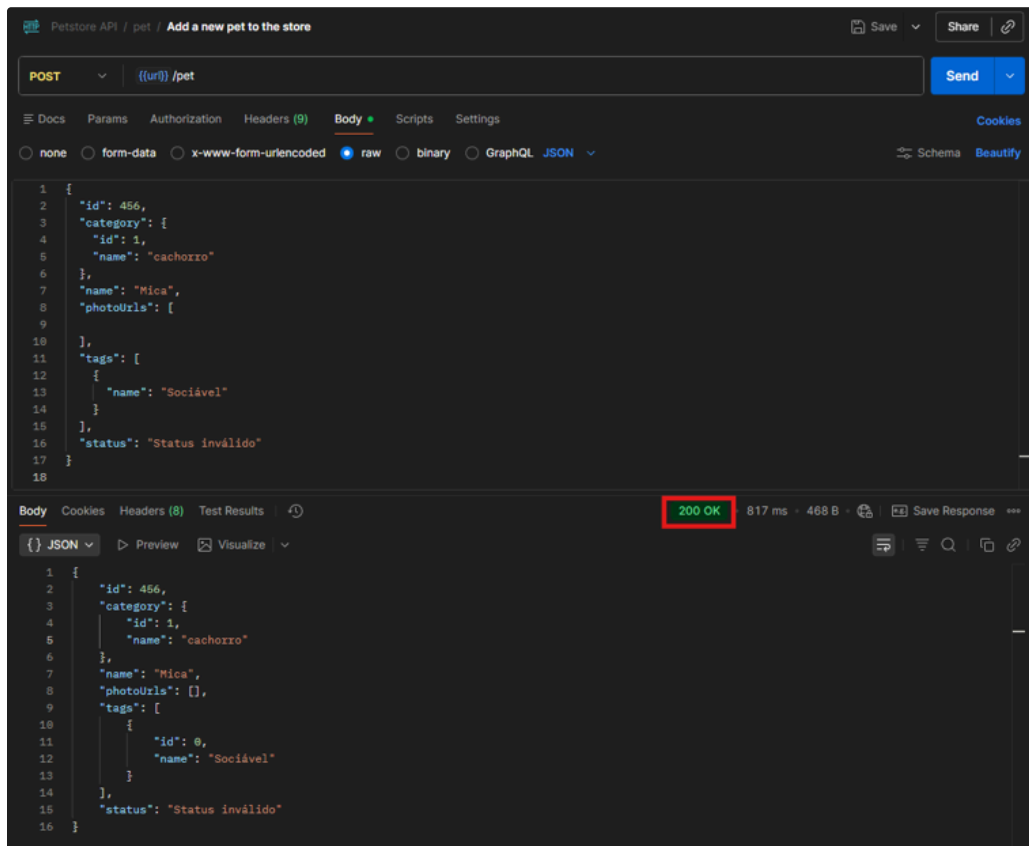 Petstore API / pet / Add a new pet to the store Save Share
POST {{url}} /pet Send
Docs Params Authorization Headers (9) Body Scripts Settings Cookies
none form-data x-www-form-urlencoded raw binary GraphQL JSON Schema Beautify
1 {
2 "id": 456,
3 "category": {
4 "id": 1,
5 "name": "cachorro"
6 },
7 "name": "Mica",
8 "photoUrls": [
9
10 ],
11 "tags": [
12 {
13 "name": "Sociável"
14 }
15 ],
16 "status": "Status inválido"
17 }
18
Body Cookies Headers (8) Test Results 200 OK 817 ms 468 B Save Response
{} JSON Preview Visualize
1 {
2 "id": 456,
3 "category": {
4 "id": 1,
5 "name": "cachorro"
6 },
7 "name": "Mica",
8 "photoUrls": [],
9 "tags": [
10 {
11 "id": 0,
12 "name": "Sociável"
13 }
14 ],
15 "status": "Status inválido"
16 }